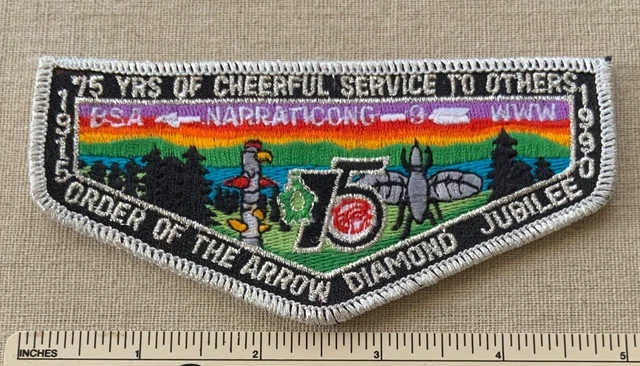 75 YRS OF CHEERFUL SERVICE TO OTHERS
BSA NARRATICONG 9 WWW
1915
1990
75
ORDER OF THE ARROW DIAMOND JUBILEE
INCHES 1 2 3 4 5